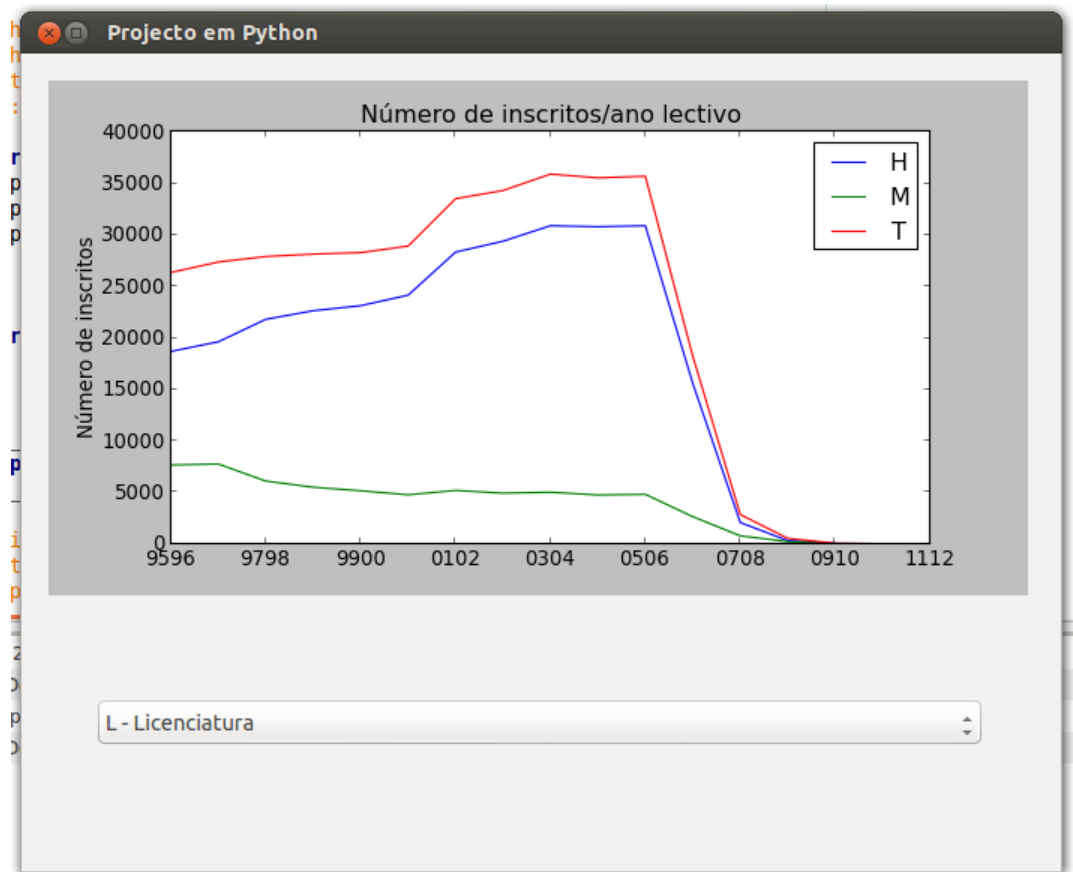 Projecto em Python
Número de inscritos/ano lectivo
40000
35000
30000
25000
20000
15000
10000
5000
0
Número de inscritos
H
M
T
9596 9798 9900 0102 0304 0506 0708 0910 1112
L - Licenciatura